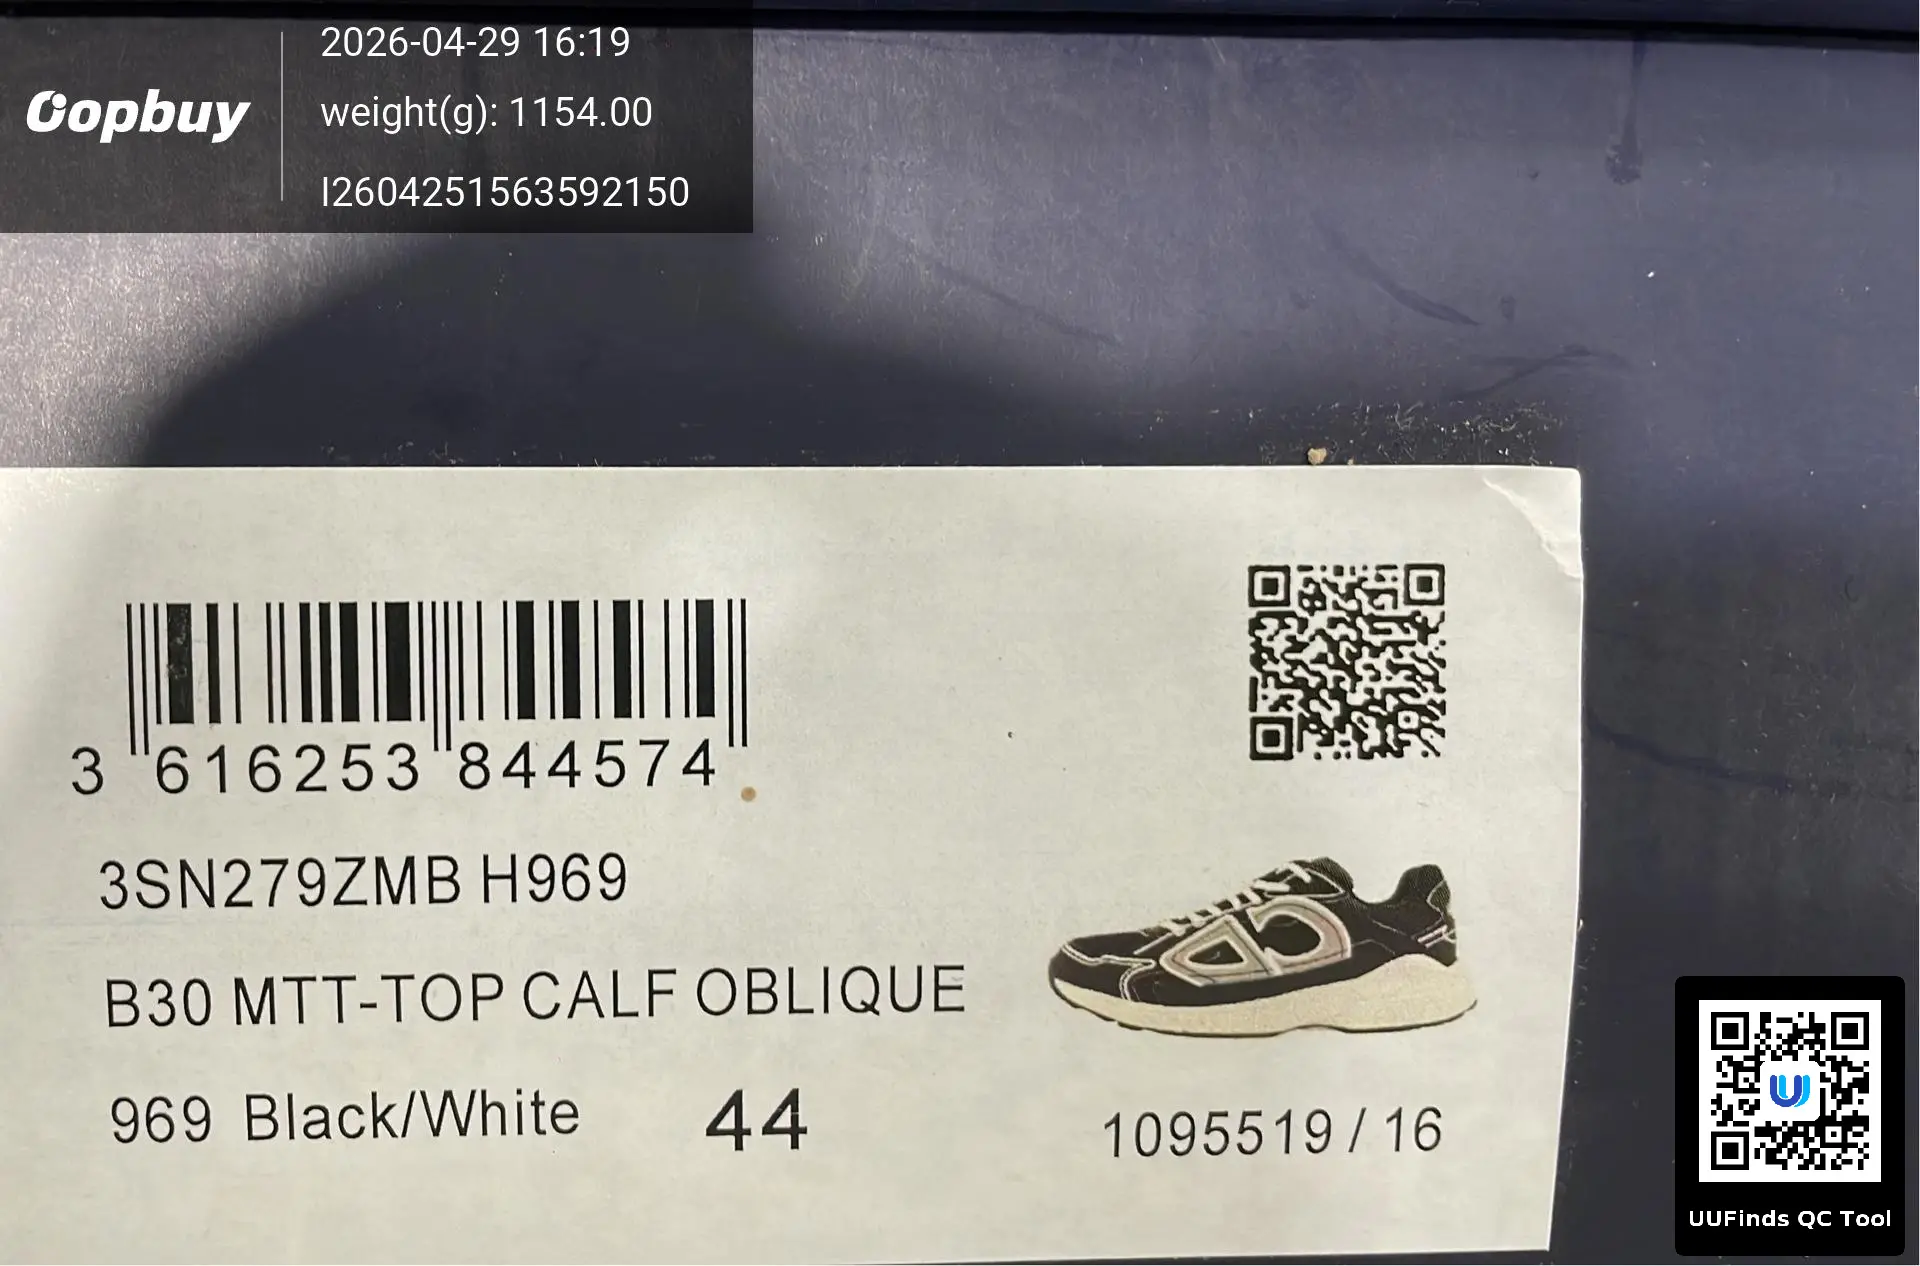 2026-04-29 16:19
oopbuy
weight(g): 1154.00
I2604251563592150
3 616253 844574
3SN279ZMB H969
B30 MTT-TOP CALF OBLIQUE
969 Black/White 44
1095519 / 16
UUFinds QC Tool